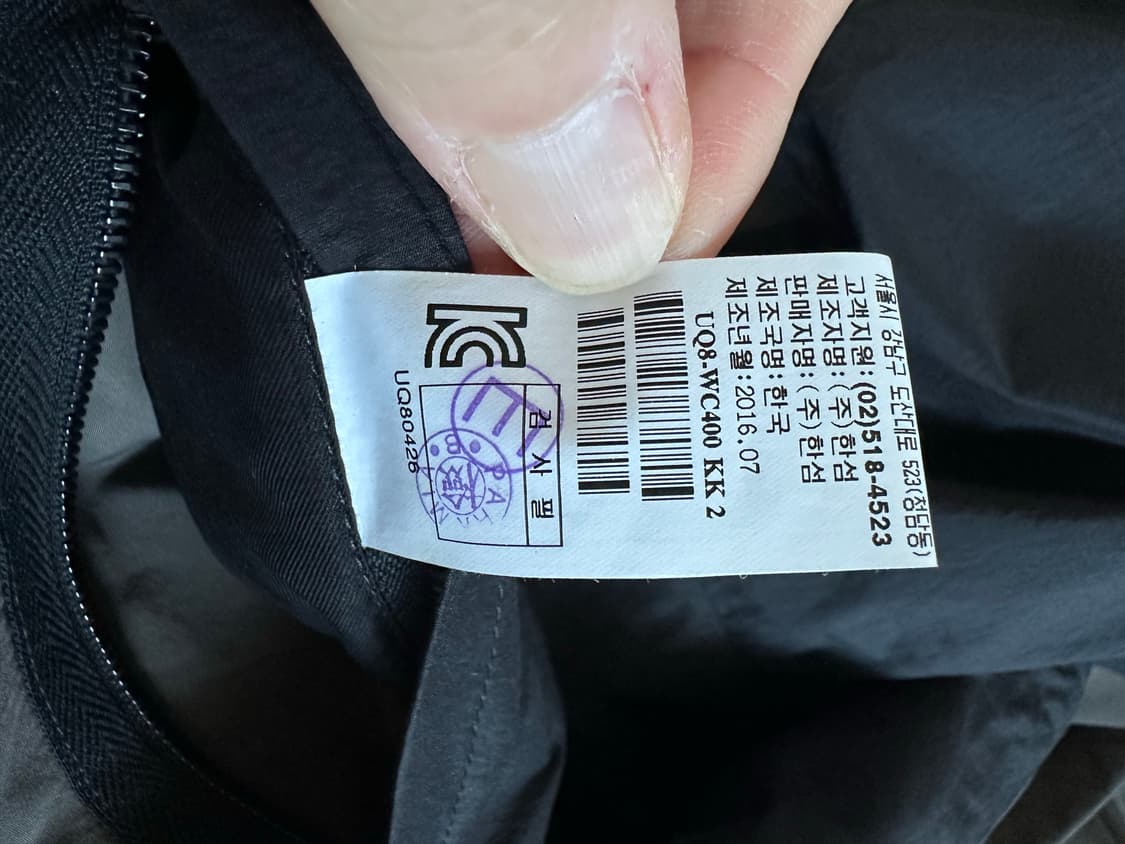 서울시 강남구 도산대로 523(청담동)
고객지원: (02)518-4523
제조자명: (주)한섬
판매자명: (주)한섬
제조국명: 한국
제조년월: 2016.07
UQ8-WC400 KK 2
검사필
UQ80426